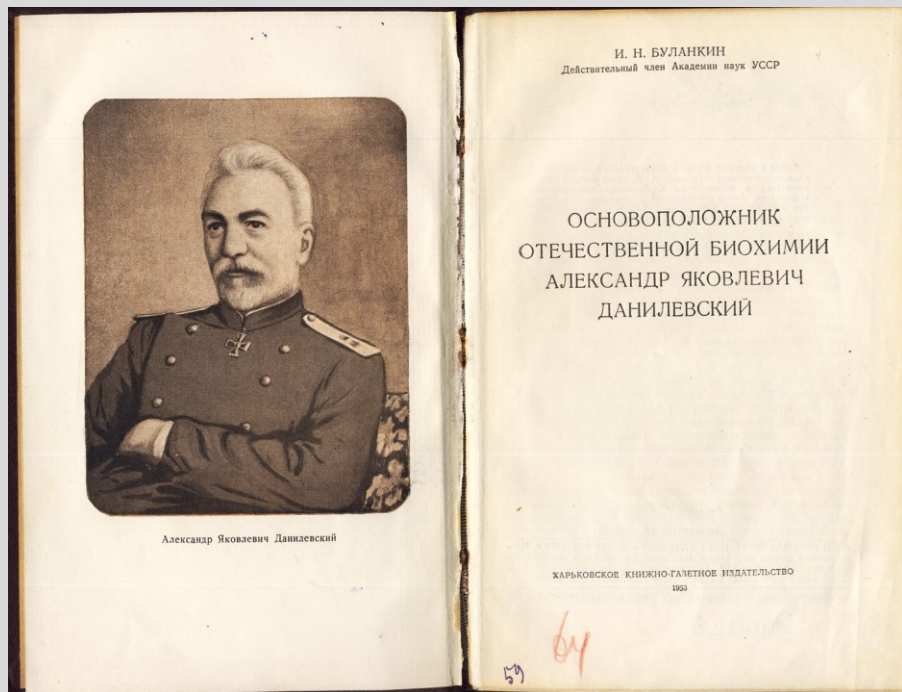 Александр Яковлевич Данилевский
И. Н. БУЛАНКИН
Действительный член Академии наук УССР
ОСНОВОПОЛОЖНИК
ОТЕЧЕСТВЕННОЙ БИОХИМИИ
АЛЕКСАНДР ЯКОВЛЕВИЧ
ДАНИЛЕВСКИЙ
ХАРЬКОВСКОЕ КНИЖНО-ГАЗЕТНОЕ ИЗДАТЕЛЬСТВО
1953
64
59